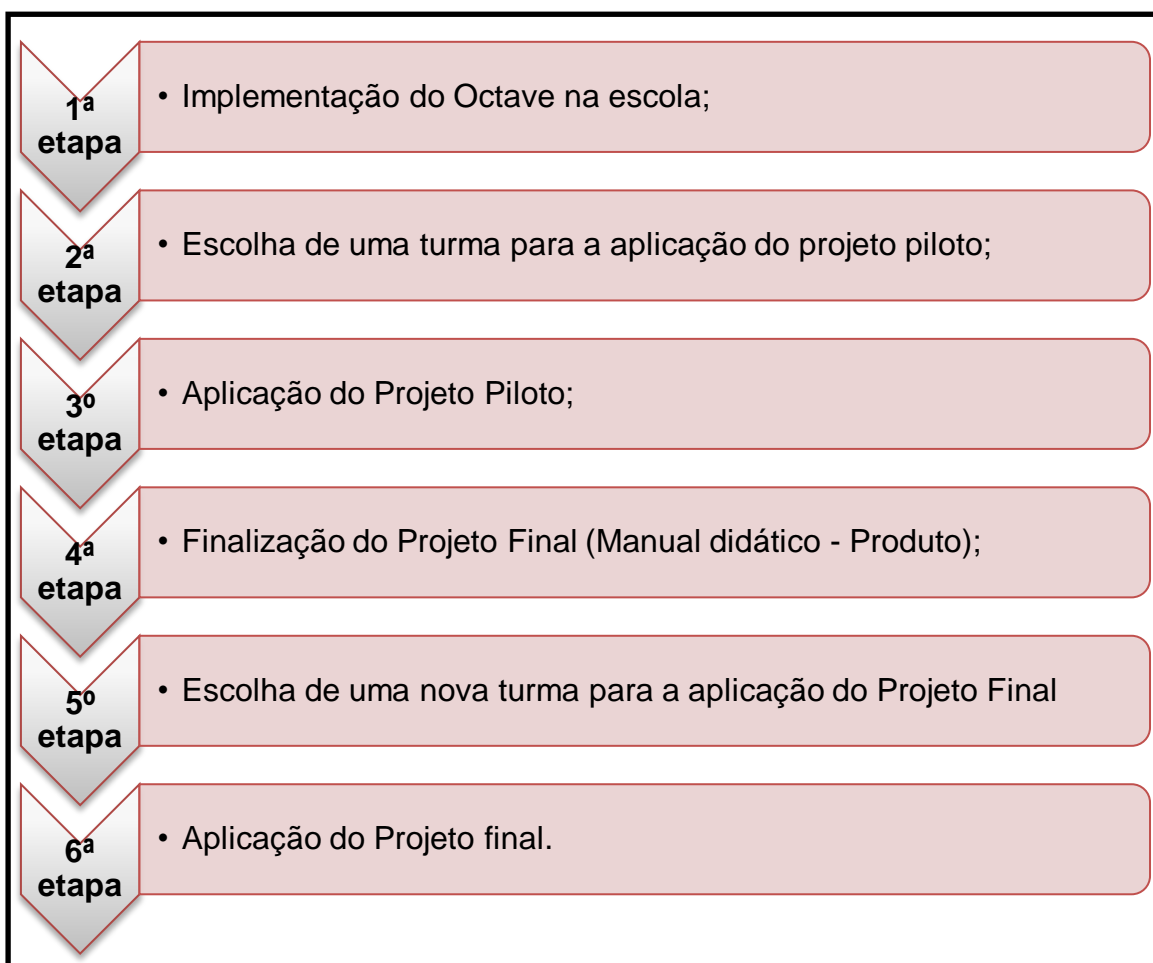 1ª
etapa
• Implementação do Octave na escola;
2ª
etapa
• Escolha de uma turma para a aplicação do projeto piloto;
3º
etapa
• Aplicação do Projeto Piloto;
4ª
etapa
• Finalização do Projeto Final (Manual didático - Produto);
5º
etapa
• Escolha de uma nova turma para a aplicação do Projeto Final
6ª
etapa
• Aplicação do Projeto final.